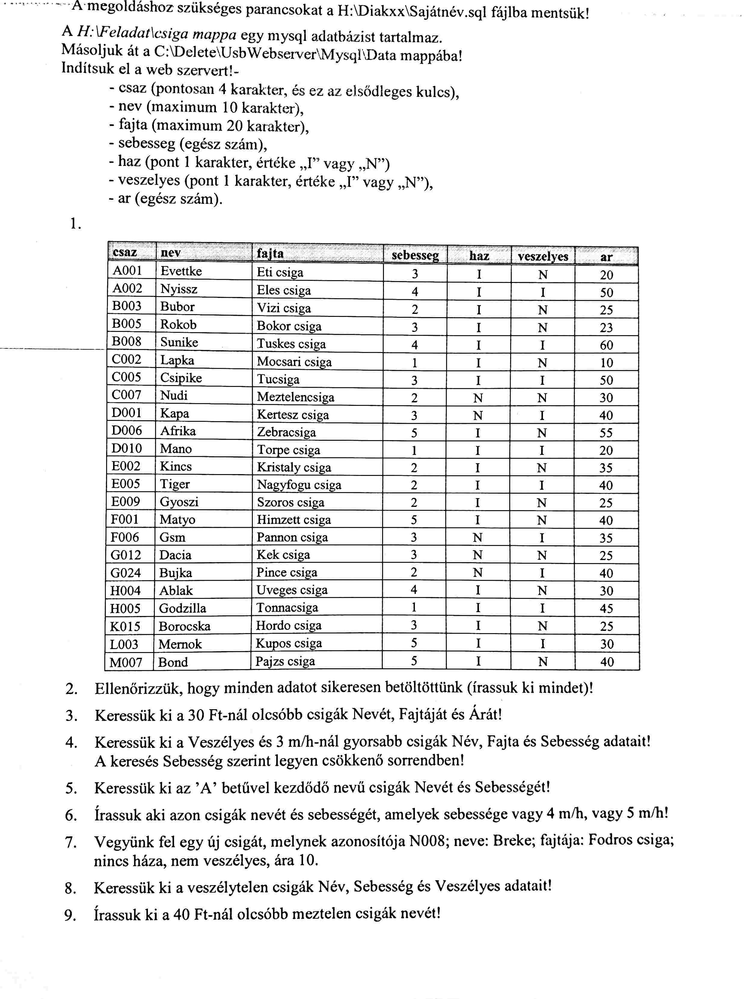 A megoldáshoz szükséges parancsokat a H:\Diakxx\Sajátnév.sql fájlba mentsük!
A H:\Feladat\csiga mappa egy mysql adatbázist tartalmaz.
Másoljuk át a C:\Delete\UsbWebserver\Mysql\Data mappába!
Indítsuk el a web szervert!-
- csaz (pontosan 4 karakter, és ez az elsődleges kulcs),
- nev (maximum 10 karakter),
- fajta (maximum 20 karakter),
- sebesseg (egész szám),
- haz (pont 1 karakter, értéke „I” vagy „N”)
- veszelyes (pont 1 karakter, értéke „I” vagy „N”),
- ar (egész szám).
1.
csaz nev fajta sebesseg haz veszelyes ar
A001 Evettke Eti csiga 3 I N 20
A002 Nyissz Eles csiga 4 I I 50
B003 Bubor Vizi csiga 2 I N 25
B005 Rokob Bokor csiga 3 I N 23
B008 Sunike Tuskes csiga 4 I I 60
C002 Lapka Mocsari csiga 1 I N 10
C005 Csipike Tucsiga 3 I I 50
C007 Nudi Meztelencsiga 2 N N 30
D001 Kapa Kertesz csiga 3 N I 40
D006 Afrika Zebracsiga 5 I N 55
D010 Mano Torpe csiga 1 I I 20
E002 Kincs Kristaly csiga 2 I N 35
E005 Tiger Nagyfogu csiga 2 I I 40
E009 Gyoszi Szoros csiga 2 I N 25
F001 Matyo Himzett csiga 5 I N 40
F006 Gsm Pannon csiga 3 N I 35
G012 Dacia Kek csiga 3 N N 25
G024 Bujka Pince csiga 2 N I 40
H004 Ablak Uveges csiga 4 I N 30
H005 Godzilla Tonnacsiga 1 I I 45
K015 Borocska Hordo csiga 3 I N 25
L003 Mernok Kupos csiga 5 I I 30
M007 Bond Pajzs csiga 5 I N 40
2. Ellenőrizzük, hogy minden adatot sikeresen betöltöttünk (írassuk ki mindet)!
3. Keressük ki a 30 Ft-nál olcsóbb csigák Nevét, Fajtáját és Árát!
4. Keressük ki a Veszélyes és 3 m/h-nál gyorsabb csigák Név, Fajta és Sebesség adatait!
A keresés Sebesség szerint legyen csökkenő sorrendben!
5. Keressük ki az ’A’ betűvel kezdődő nevű csigák Nevét és Sebességét!
6. Írassuk aki azon csigák nevét és sebességét, amelyek sebessége vagy 4 m/h, vagy 5 m/h!
7. Vegyünk fel egy új csigát, melynek azonosítója N008; neve: Breke; fajtája: Fodros csiga;
nincs háza, nem veszélyes, ára 10.
8. Keressük ki a veszélytelen csigák Név, Sebesség és Veszélyes adatait!
9. Írassuk ki a 40 Ft-nál olcsóbb meztelen csigák nevét!